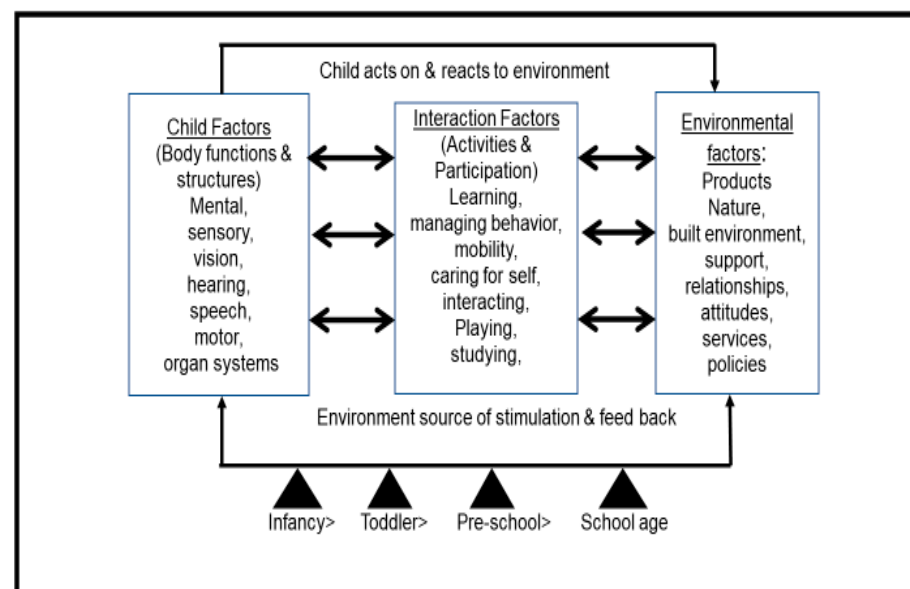 Child acts on & reacts to environment
Child Factors
(Body functions &
structures)
Mental,
sensory,
vision,
hearing,
speech,
motor,
organ systems
Interaction Factors
(Activities &
Participation)
Learning,
managing behavior,
mobility,
caring for self,
interacting,
Playing,
studying,
Environmental
factors:
Products
Nature,
built environment,
support,
relationships,
attitudes,
services,
policies
Environment source of stimulation & feed back
Infancy> Toddler> Pre-school> School age